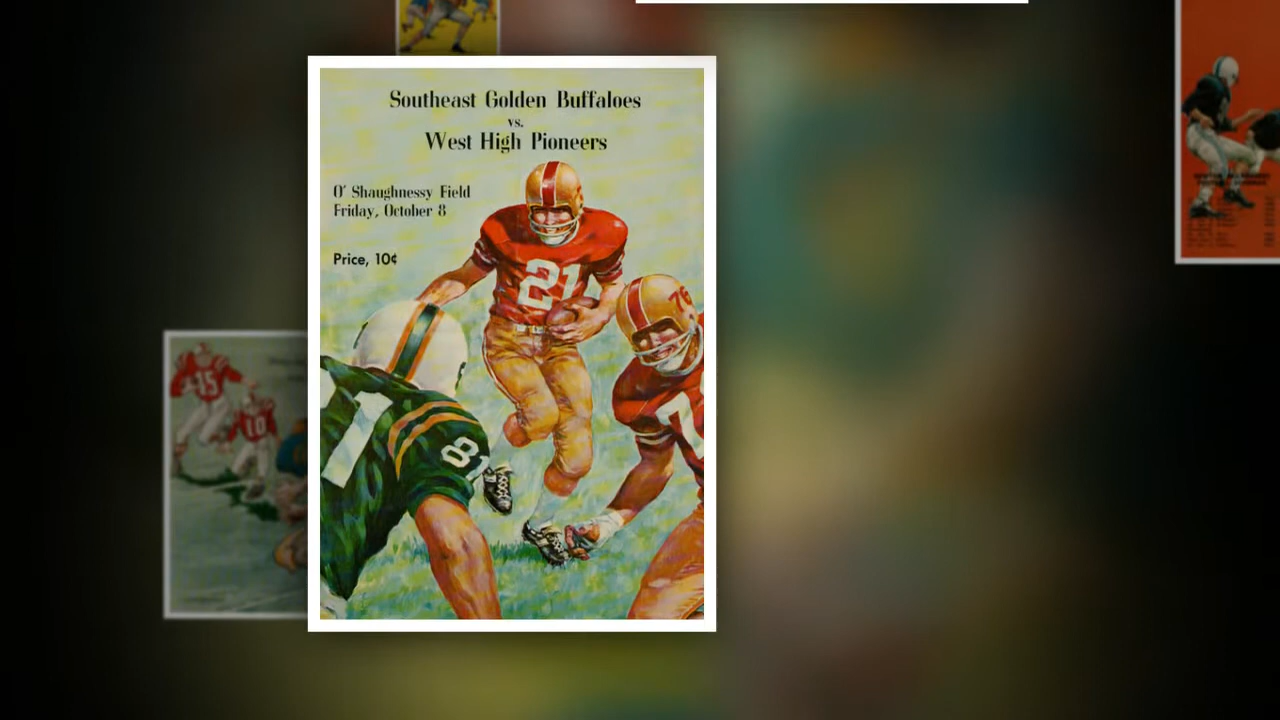 Southeast Golden Buffaloes
vs.
West High Pioneers
O' Shaughnessy Field
Friday, October 8
Price, 10¢
21
76
81
15
10